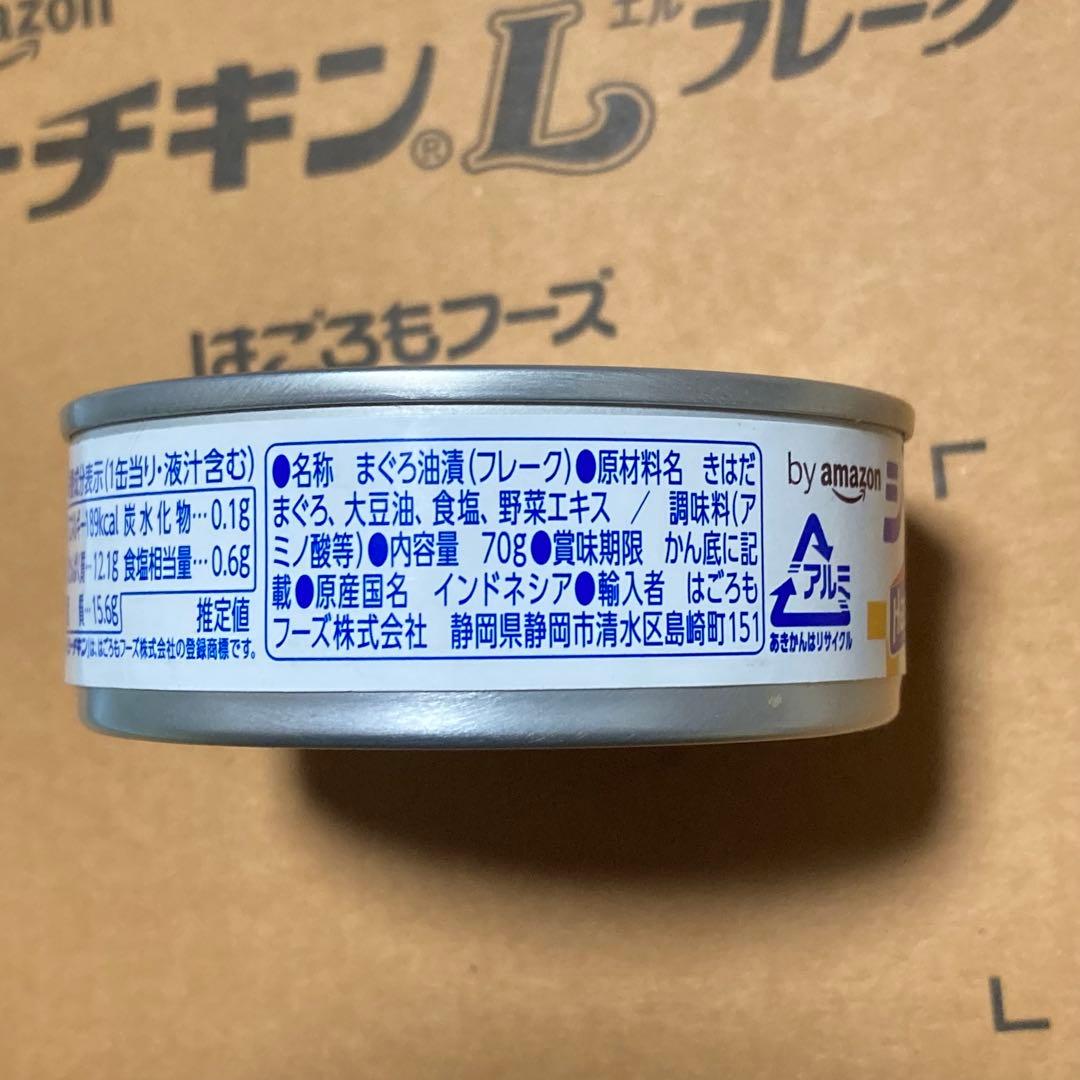 amazon
エル
ーチキン®Lフレーク
はごろもフーズ
成分表示(1缶当り・液汁含む)
189kcal 炭水化物…0.1g
質…12.1g 食塩相当量…0.6g
質…15.6g 推定値
は、はごろもフーズ株式会社の登録商標です。
●名称 まぐろ油漬(フレーク)●原材料名 きはだ
まぐろ、大豆油、食塩、野菜エキス / 調味料(ア
ミノ酸等)●内容量 70g●賞味期限 かん底に記
載●原産国名 インドネシア●輸入者 はごろも
フーズ株式会社 静岡県静岡市清水区島崎町151
by amazon
アルミ
あきかんはリサイクル